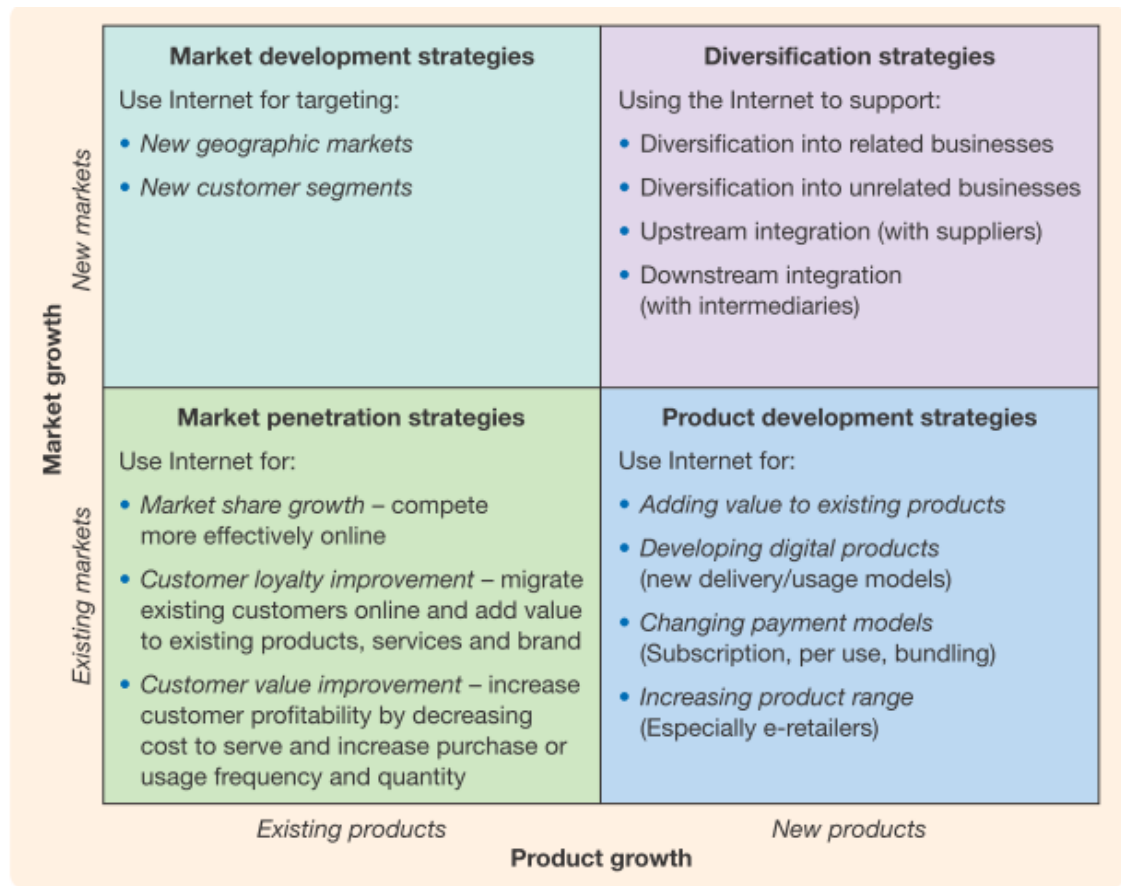 Market development strategies
Use Internet for targeting:
• New geographic markets
• New customer segments
Diversification strategies
Using the Internet to support:
• Diversification into related businesses
• Diversification into unrelated businesses
• Upstream integration (with suppliers)
• Downstream integration
(with intermediaries)
Market penetration strategies
Use Internet for:
• Market share growth – compete
more effectively online
• Customer loyalty improvement – migrate
existing customers online and add value
to existing products, services and brand
• Customer value improvement – increase
customer profitability by decreasing
cost to serve and increase purchase or
usage frequency and quantity
Product development strategies
Use Internet for:
• Adding value to existing products
• Developing digital products
(new delivery/usage models)
• Changing payment models
(Subscription, per use, bundling)
• Increasing product range
(Especially e-retailers)
Market growth
New markets
Existing markets
Existing products
New products
Product growth